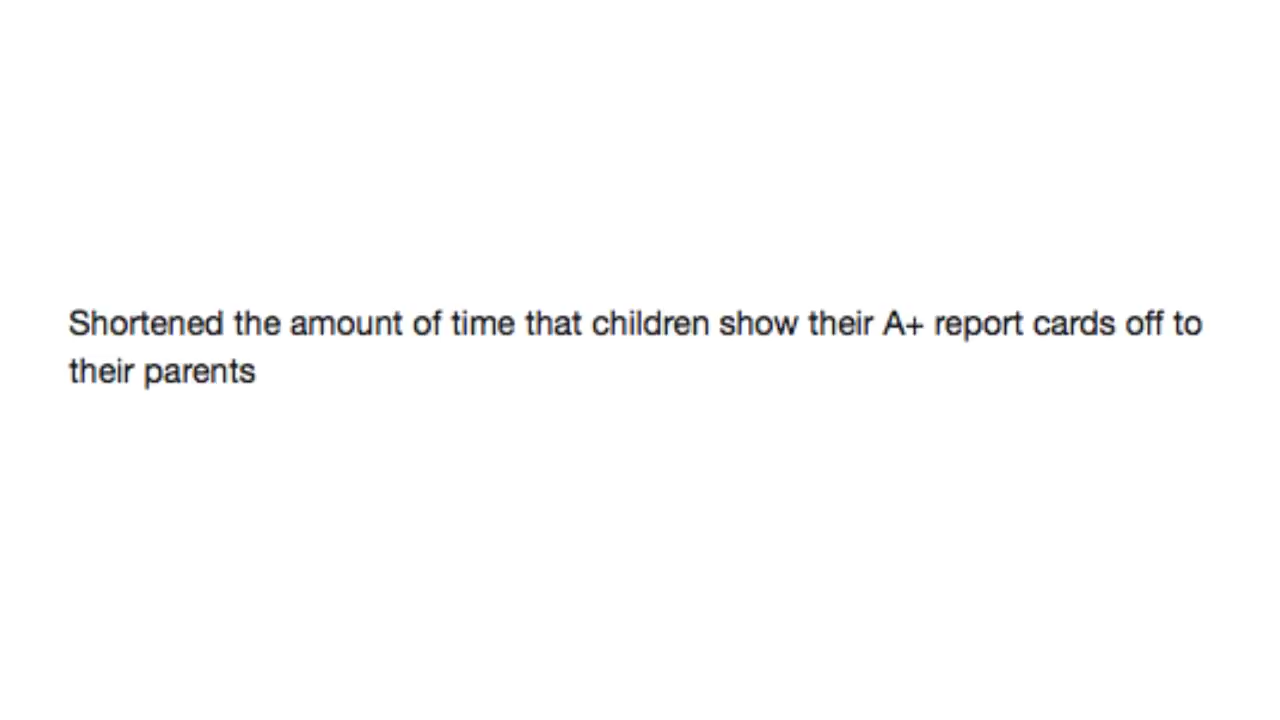 Shortened the amount of time that children show their A+ report cards off to
their parents